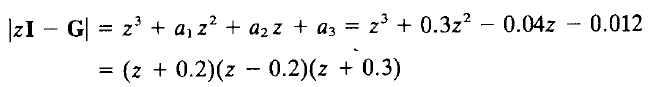 |zI − G| = z³ + a₁z² + a₂z + a₃ = z³ + 0.3z² − 0.04z − 0.012
= (z + 0.2)(z − 0.2)(z + 0.3)